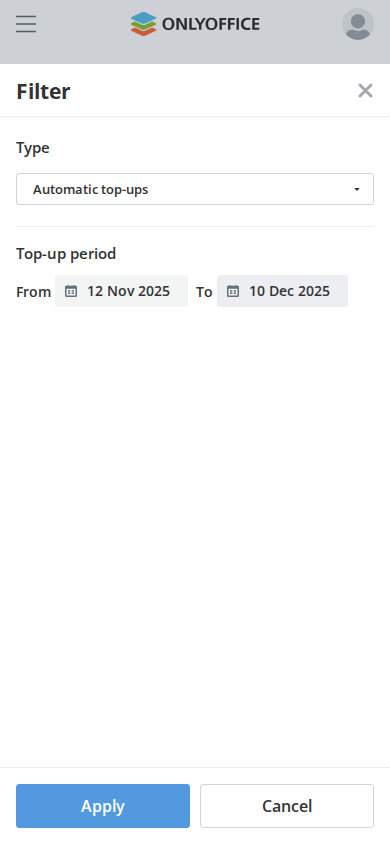 ONLYOFFICE
Filter
Type
Automatic top-ups
Top-up period
From 12 Nov 2025 To 10 Dec 2025
Apply Cancel